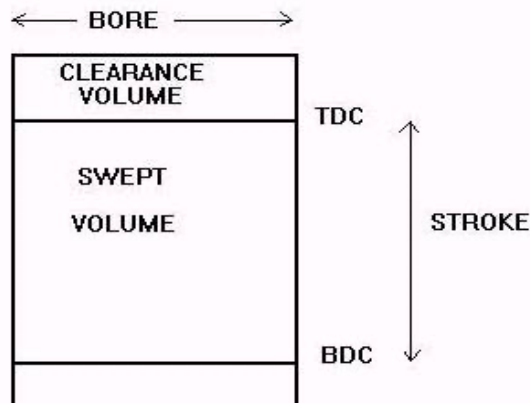 BORE
CLEARANCE
VOLUME
TDC
SWEPT
VOLUME
STROKE
BDC